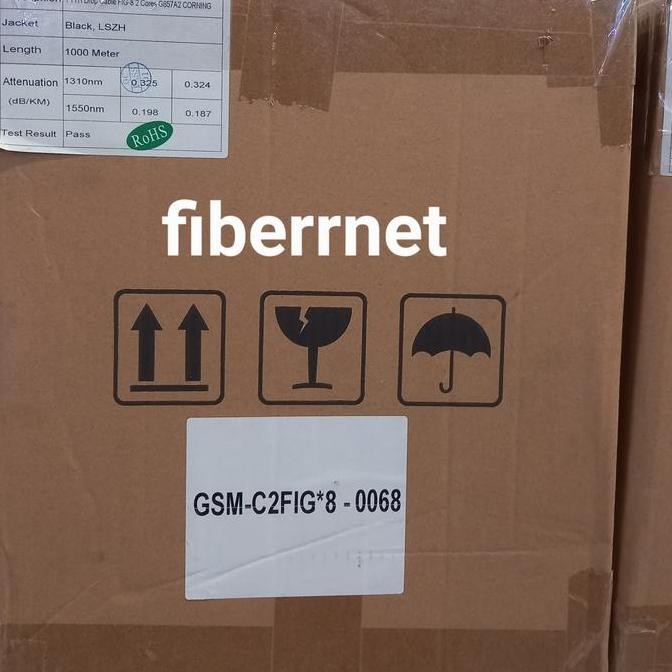 FTTH Drop Cable FIG-8 2 Cores G657A2 CORNING
Jacket Black, LSZH
Length 1000 Meter
Attenuation (dB/KM) 1310nm 0.325 0.324
1550nm 0.198 0.187
Test Result Pass
RoHS
fiberrnet
GSM-C2FIG*8 - 0068